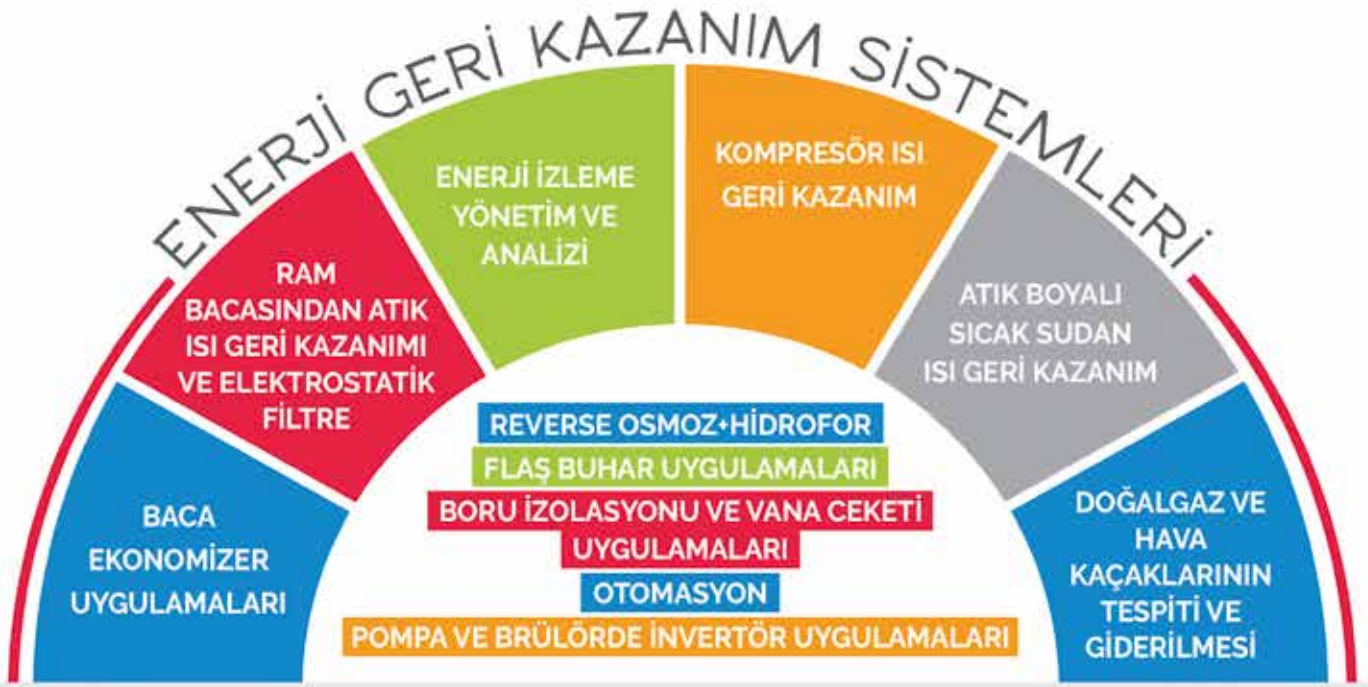 ENERJİ GERİ KAZANIM SİSTEMLERİ
BACA
EKONOMİZER
UYGULAMALARI
RAM
BACASINDAN ATIK
ISI GERİ KAZANIMI
VE ELEKTROSTATİK
FİLTRE
ENERJİ İZLEME
YÖNETİM VE
ANALİZİ
KOMPRESÖR ISI
GERİ KAZANIM
ATIK BOYALI
SICAK SUDAN
ISI GERİ KAZANIM
DOĞALGAZ VE
HAVA
KAÇAKLARININ
TESPİTİ VE
GİDERİLMESİ
REVERSE OSMOZ+HİDROFOR
FLAŞ BUHAR UYGULAMALARI
BORU İZOLASYONU VE VANA CEKETİ
UYGULAMALARI
OTOMASYON
POMPA VE BRÜLÖRDE İNVERTÖR UYGULAMALARI